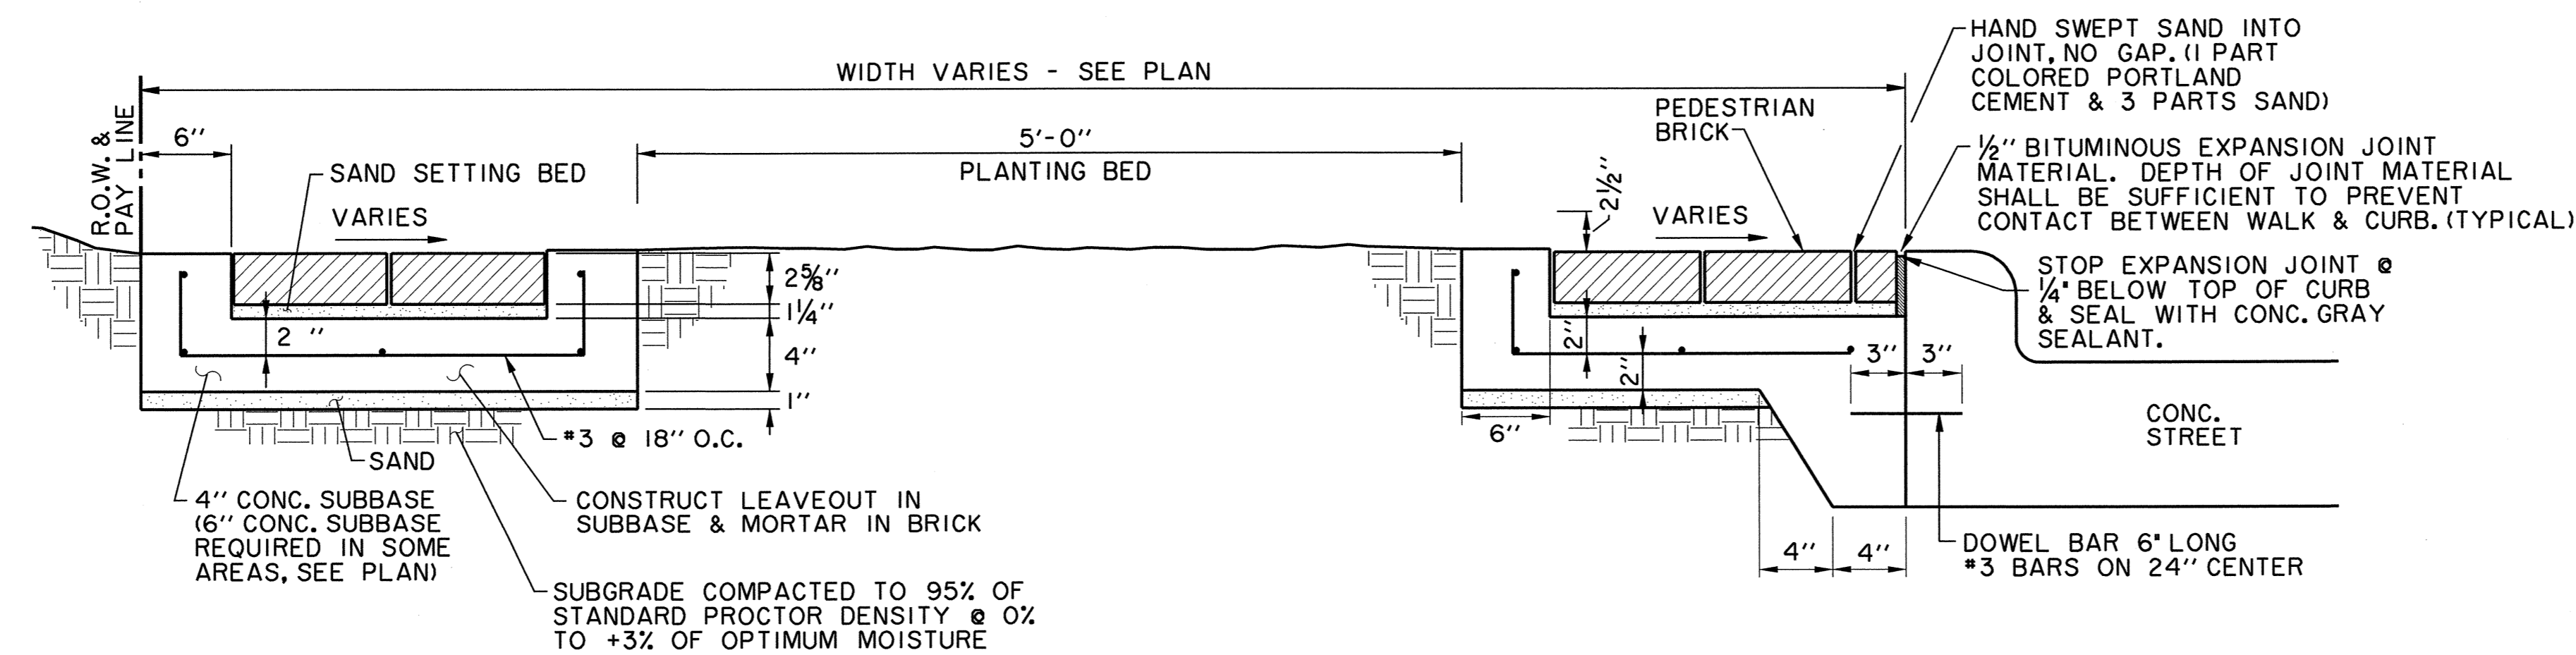 WIDTH VARIES - SEE PLAN
R.O.W. &
PAY LINE
6"
SAND SETTING BED
VARIES
5'-0"
PLANTING BED
PEDESTRIAN
BRICK
2½"
VARIES
HAND SWEPT SAND INTO
JOINT, NO GAP. (1 PART
COLORED PORTLAND
CEMENT & 3 PARTS SAND)
½" BITUMINOUS EXPANSION JOINT
MATERIAL. DEPTH OF JOINT MATERIAL
SHALL BE SUFFICIENT TO PREVENT
CONTACT BETWEEN WALK & CURB. (TYPICAL)
STOP EXPANSION JOINT @
¼" BELOW TOP OF CURB
& SEAL WITH CONC. GRAY
SEALANT.
2 "
2⅝"
1¼"
4"
1"
2"
2"
3"
3"
6"
#3 @ 18" O.C.
SAND
4" CONC. SUBBASE
(6" CONC. SUBBASE
REQUIRED IN SOME
AREAS, SEE PLAN)
CONSTRUCT LEAVEOUT IN
SUBBASE & MORTAR IN BRICK
SUBGRADE COMPACTED TO 95% OF
STANDARD PROCTOR DENSITY @ 0%
TO +3% OF OPTIMUM MOISTURE
CONC.
STREET
4"
4"
DOWEL BAR 6" LONG
#3 BARS ON 24" CENTER